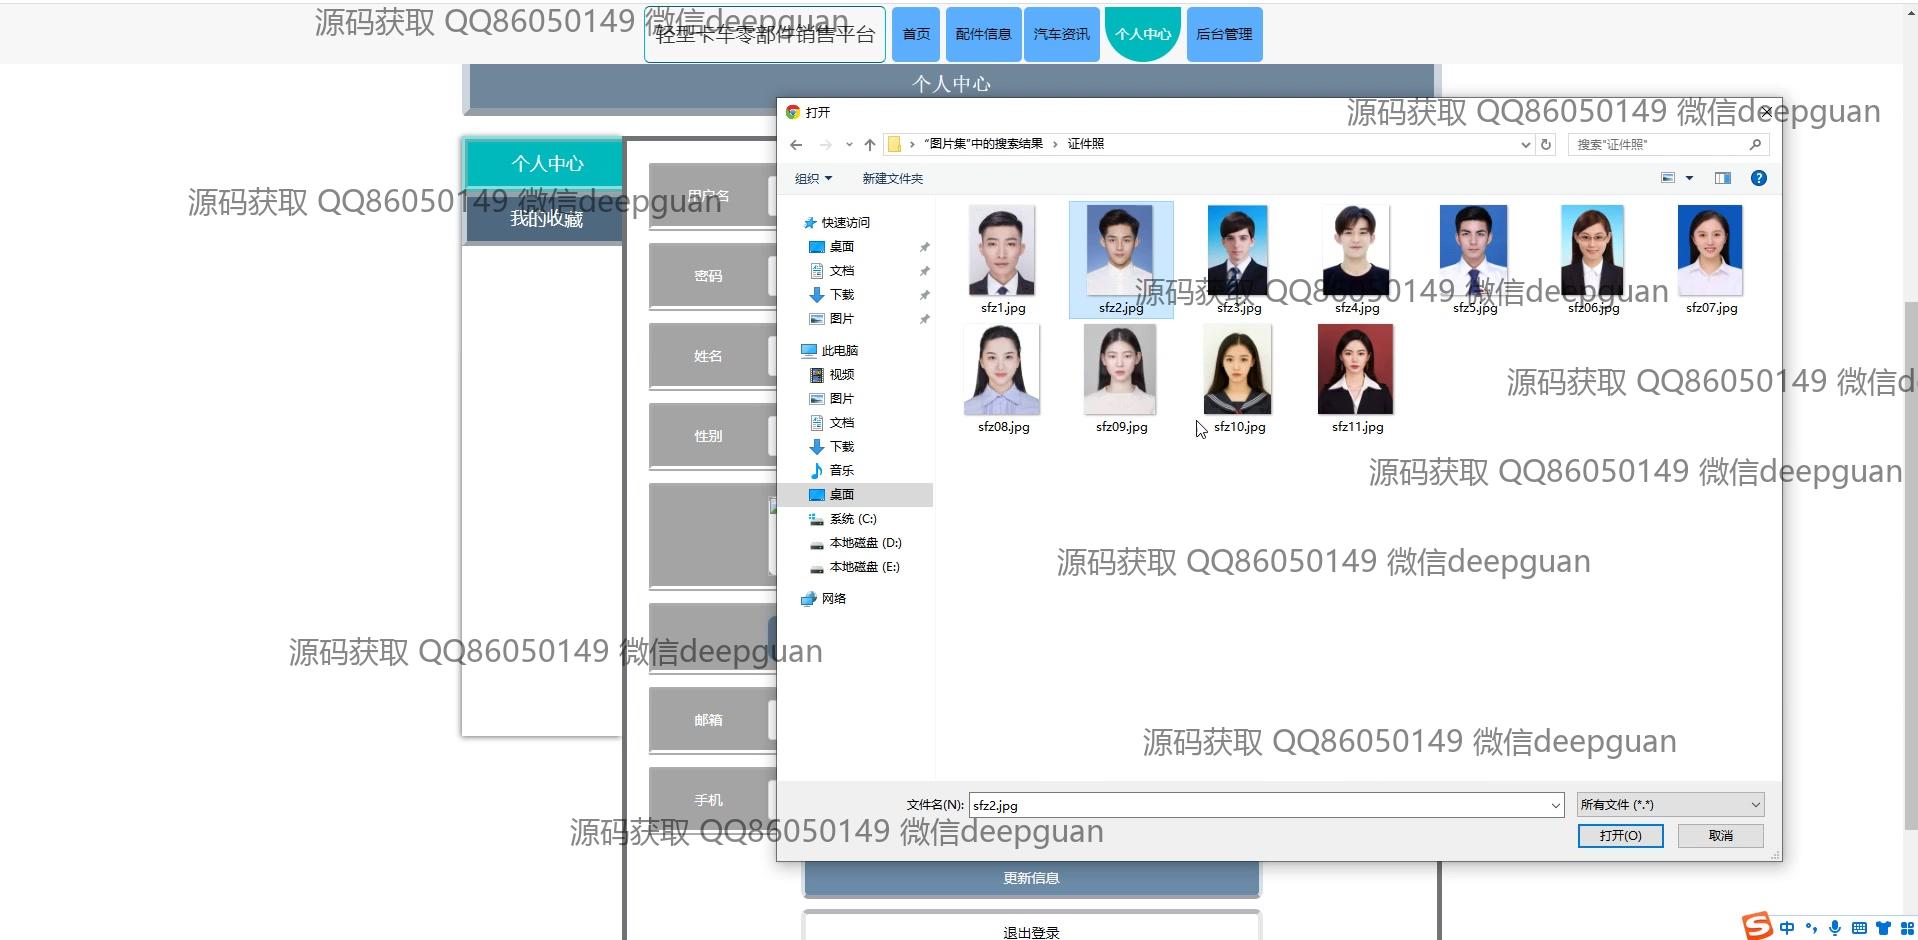 源码获取 QQ86050149 微信deepguan
轻型卡车零部件销售平台
首页
配件信息
汽车资讯
个人中心
后台管理
个人中心
打开
源码获取 QQ86050149 微信deepguan
“图片集”中的搜索结果 › 证件照
搜索"证件照"
组织
新建文件夹
个人中心
我的收藏
源码获取 QQ86050149 微信deepguan
用户名
密码
姓名
性别
邮箱
手机
快速访问
桌面
文档
下载
图片
此电脑
视频
图片
文档
下载
音乐
桌面
系统 (C:)
本地磁盘 (D:)
本地磁盘 (E:)
网络
sfz1.jpg
sfz2.jpg
sfz3.jpg
sfz4.jpg
sfz5.jpg
sfz06.jpg
sfz07.jpg
源码获取 QQ86050149 微信deepguan
sfz08.jpg
sfz09.jpg
sfz10.jpg
sfz11.jpg
源码获取 QQ86050149 微信d
源码获取 QQ86050149 微信deepguan
源码获取 QQ86050149 微信deepguan
源码获取 QQ86050149 微信deepguan
源码获取 QQ86050149 微信deepguan
文件名(N):
sfz2.jpg
所有文件 (*.*)
源码获取 QQ86050149 微信deepguan
打开(O)
取消
更新信息
退出登录
中